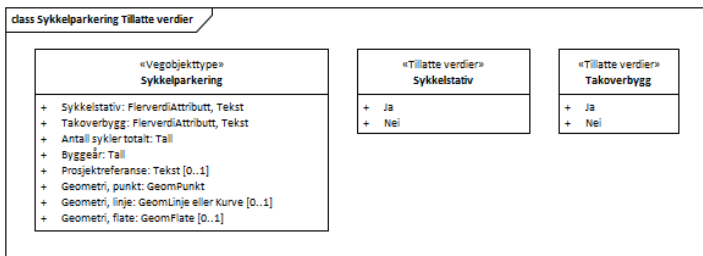 class Sykkelparkering Tillatte verdier
«Vegobjekttype»
Sykkelparkering
+ Sykkelstativ: FlerverdiAttributt, Tekst
+ Takoverbygg: FlerverdiAttributt, Tekst
+ Antall sykler totalt: Tall
+ Byggeår: Tall
+ Prosjektreferanse: Tekst [0..1]
+ Geometri, punkt: GeomPunkt
+ Geometri, linje: GeomLinje eller Kurve [0..1]
+ Geometri, flate: GeomFlate [0..1]
«Tillatte verdier»
Sykkelstativ
+ Ja
+ Nei
«Tillatte verdier»
Takoverbygg
+ Ja
+ Nei